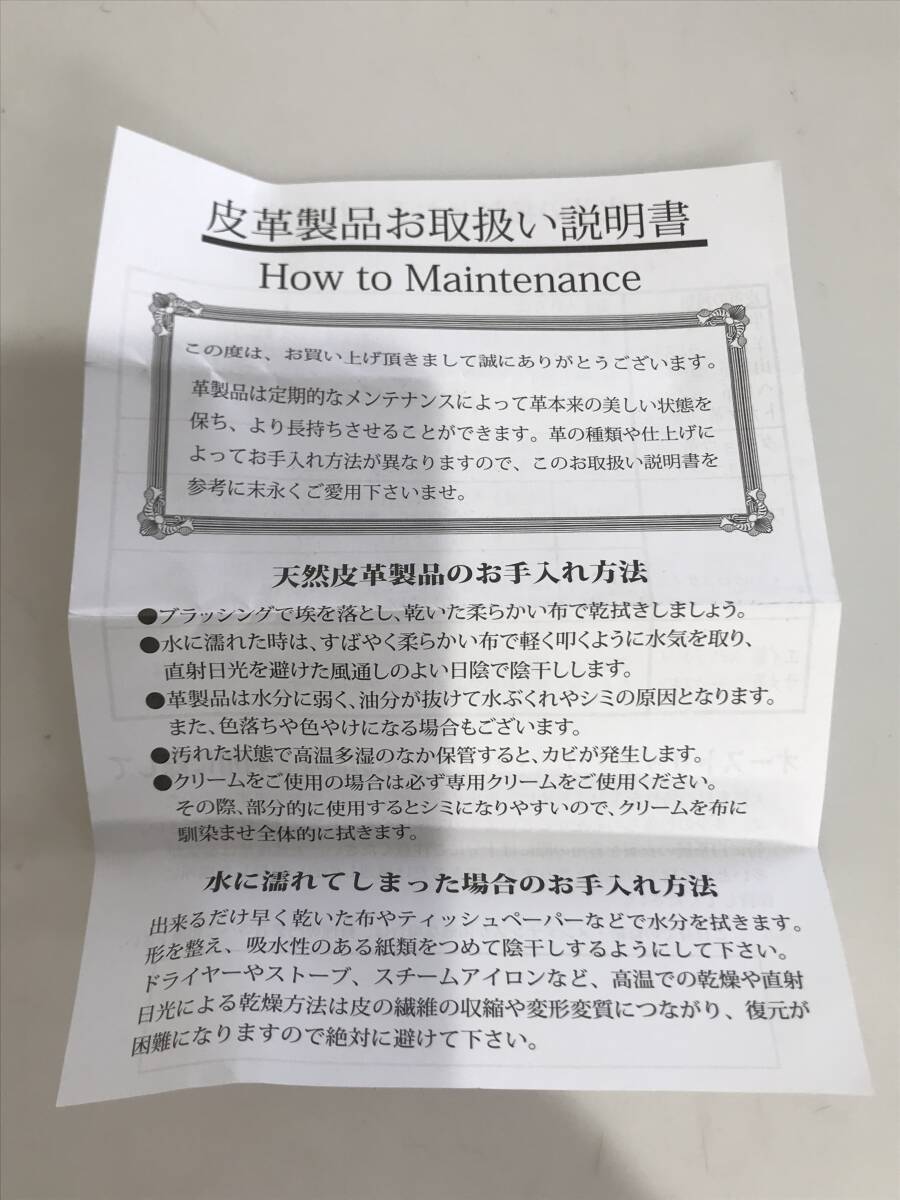 皮革製品お取扱い説明書
How to Maintenance
この度は、お買い上げ頂きまして誠にありがとうございます。
革製品は定期的なメンテナンスによって革本来の美しい状態を
保ち、より長持ちさせることができます。革の種類や仕上げに
よってお手入れ方法が異なりますので、このお取扱い説明書を
参考に末永くご愛用下さいませ。
天然皮革製品のお手入れ方法
●ブラッシングで埃を落とし、乾いた柔らかい布で乾拭きしましょう。
●水に濡れた時は、すばやく柔らかい布で軽く叩くように水気を取り、
直射日光を避けた風通しのよい日陰で陰干しします。
●革製品は水分に弱く、油分が抜けて水ぶくれやシミの原因となります。
また、色落ちや色やけになる場合もございます。
●汚れた状態で高温多湿のなか保管すると、カビが発生します。
●クリームをご使用の場合は必ず専用クリームをご使用ください。
その際、部分的に使用するとシミになりやすいので、クリームを布に
馴染ませ全体的に拭きます。
水に濡れてしまった場合のお手入れ方法
出来るだけ早く乾いた布やティッシュペーパーなどで水分を拭きます。
形を整え、吸水性のある紙類をつめて陰干しするようにして下さい。
ドライヤーやストーブ、スチームアイロンなど、高温での乾燥や直射
日光による乾燥方法は皮の繊維の収縮や変形変質につながり、復元が
困難になりますので絶対に避けて下さい。